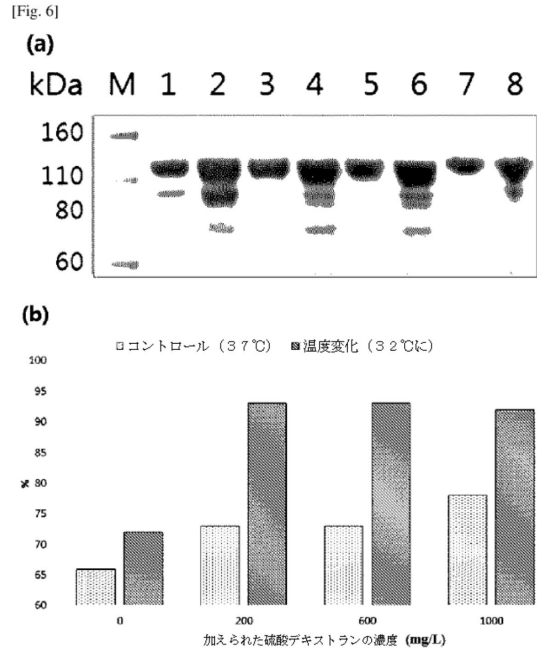 [Fig. 6]
(a)
kDa M 1 2 3 4 5 6 7 8
160
110
80
60
(b)
コントロール（３７℃） 温度変化（３２℃に）
100
95
90
85
80
75
70
65
60
%
0 200 600 1000
加えられた硫酸デキストランの濃度 (mg/L)